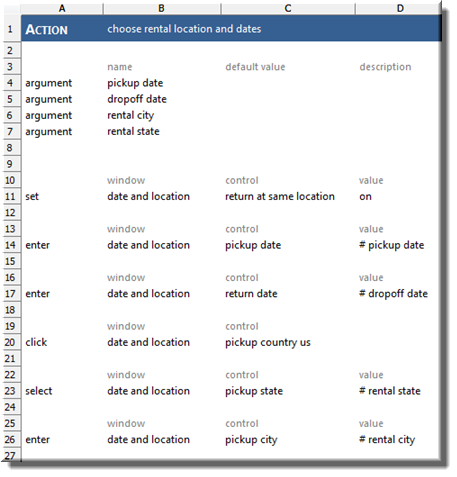 A B C D
1 ACTION choose rental location and dates
2
3 name default value description
4 argument pickup date
5 argument dropoff date
6 argument rental city
7 argument rental state
8
9
10 window control value
11 set date and location return at same location on
12
13 window control value
14 enter date and location pickup date # pickup date
15
16 window control value
17 enter date and location return date # dropoff date
18
19 window control
20 click date and location pickup country us
21
22 window control value
23 select date and location pickup state # rental state
24
25 window control value
26 enter date and location pickup city # rental city
27